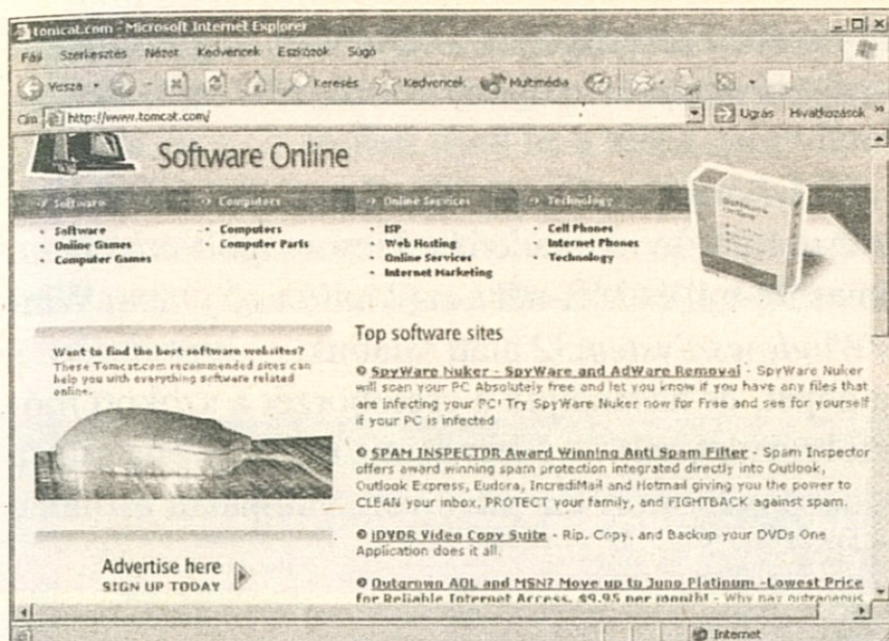 tomcat.com - Microsoft Internet Explorer
Fájl Szerkesztés Nézet Kedvencek Eszközök Súgó
Vissza Keresés Kedvencek Multimédia
Cím http://www.tomcat.com/ Ugrás Hivatkozások »
Software Online
Software Computers Online Services Technology
Software
Online Games
Computer Games
Computers
Computer Parts
ISP
Web Hosting
Online Services
Internet Marketing
Cell Phones
Internet Phones
Technology
Software
Online
Want to find the best software websites?
These Tomcat.com recommended sites can
help you with everything software related
online.
Advertise here
SIGN UP TODAY
Top software sites
SpyWare Nuker - SpyWare and AdWare Removal - SpyWare Nuker
will scan your PC Absolutely free and let you know if you have any files that
are infecting your PC! Try SpyWare Nuker now for Free and see for yourself
if your PC is infected
SPAM INSPECTOR Award Winning Anti Spam Filter - Spam Inspector
offers award winning spam protection integrated directly into Outlook,
Outlook Express, Eudora, IncrediMail and Hotmail giving you the power to
CLEAN your inbox, PROTECT your family, and FIGHTBACK against spam.
iDVDR Video Copy Suite - Rip, Copy, and Backup your DVDs One
Application does it all.
Outgrown AOL and MSN? Move up to Juno Platinum -Lowest Price
for Reliable Internet Access, $9.95 per month! - Why pay outrageous
Internet